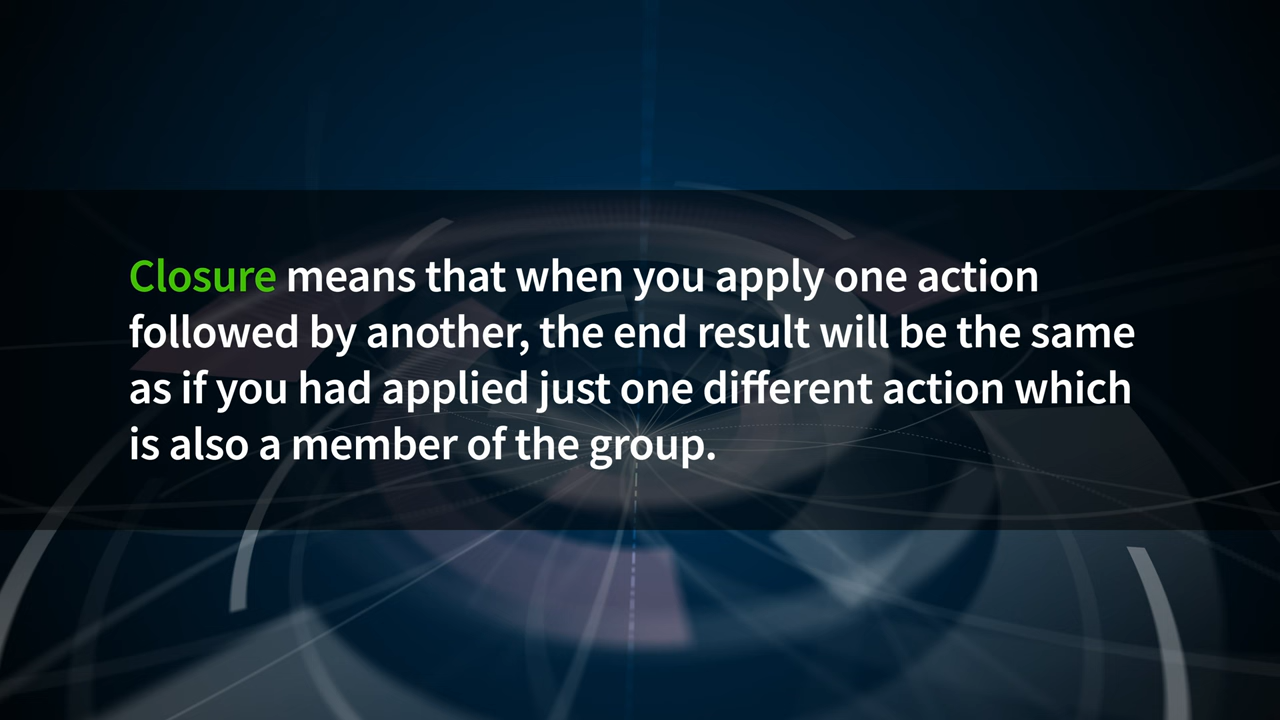 Closure means that when you apply one action
followed by another, the end result will be the same
as if you had applied just one different action which
is also a member of the group.